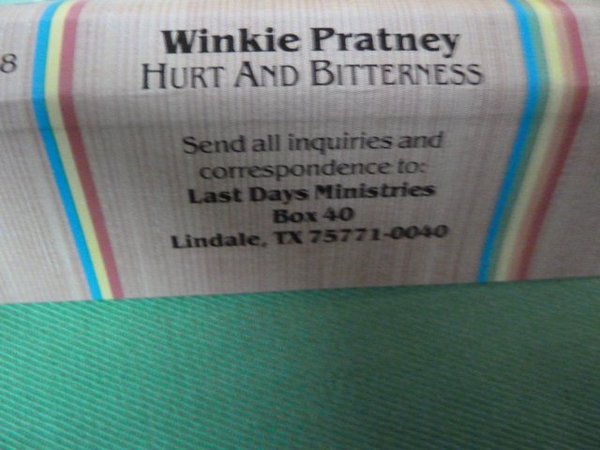 8
Winkie Pratney
HURT AND BITTERNESS
Send all inquiries and
correspondence to:
Last Days Ministries
Box 40
Lindale, TX 75771-0040